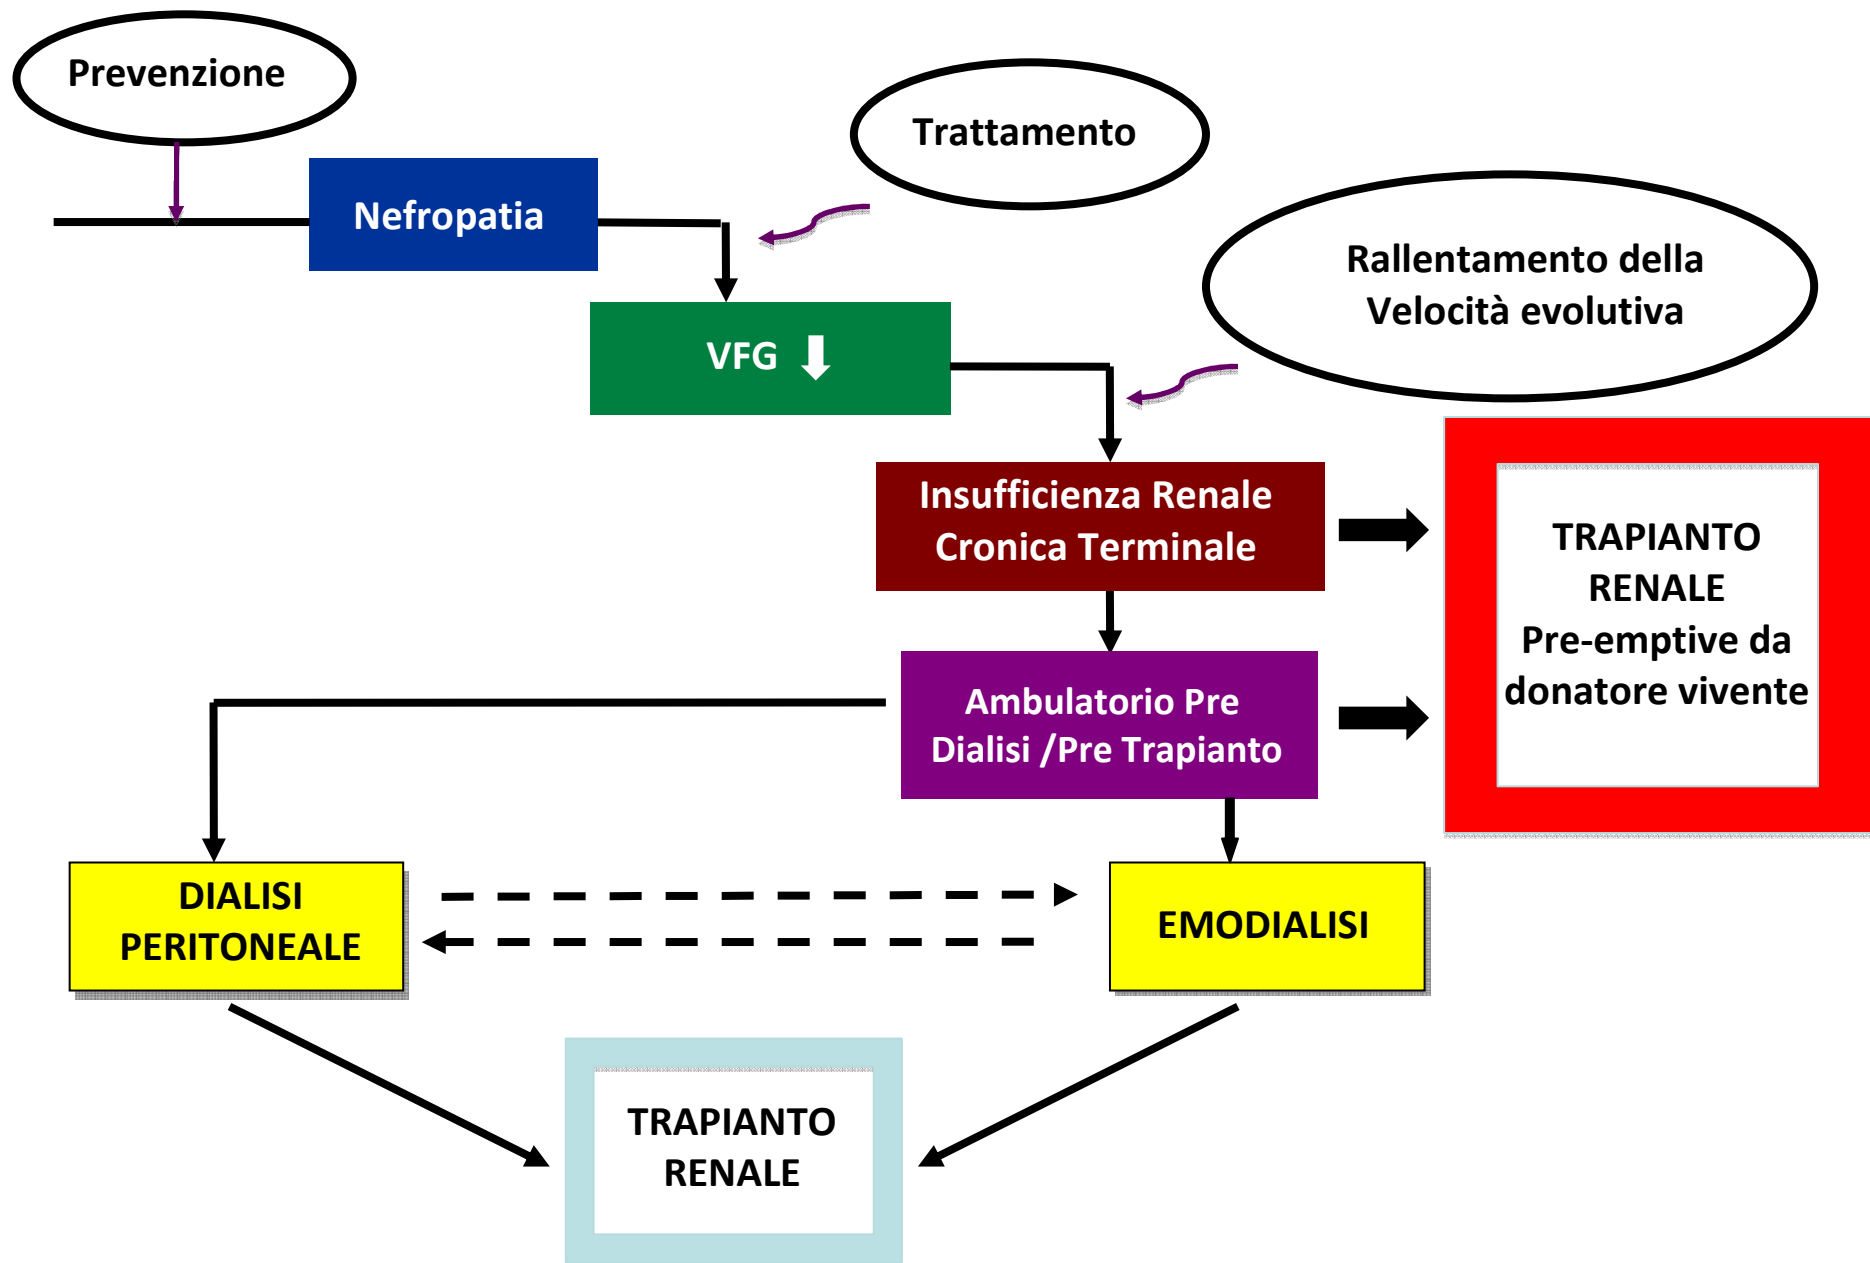 Prevenzione
Trattamento
Nefropatia
Rallentamento della
Velocità evolutiva
VFG
Insufficienza Renale
Cronica Terminale
TRAPIANTO
RENALE
Pre-emptive da
donatore vivente
Ambulatorio Pre
Dialisi /Pre Trapianto
DIALISI
PERITONEALE
EMODIALISI
TRAPIANTO
RENALE